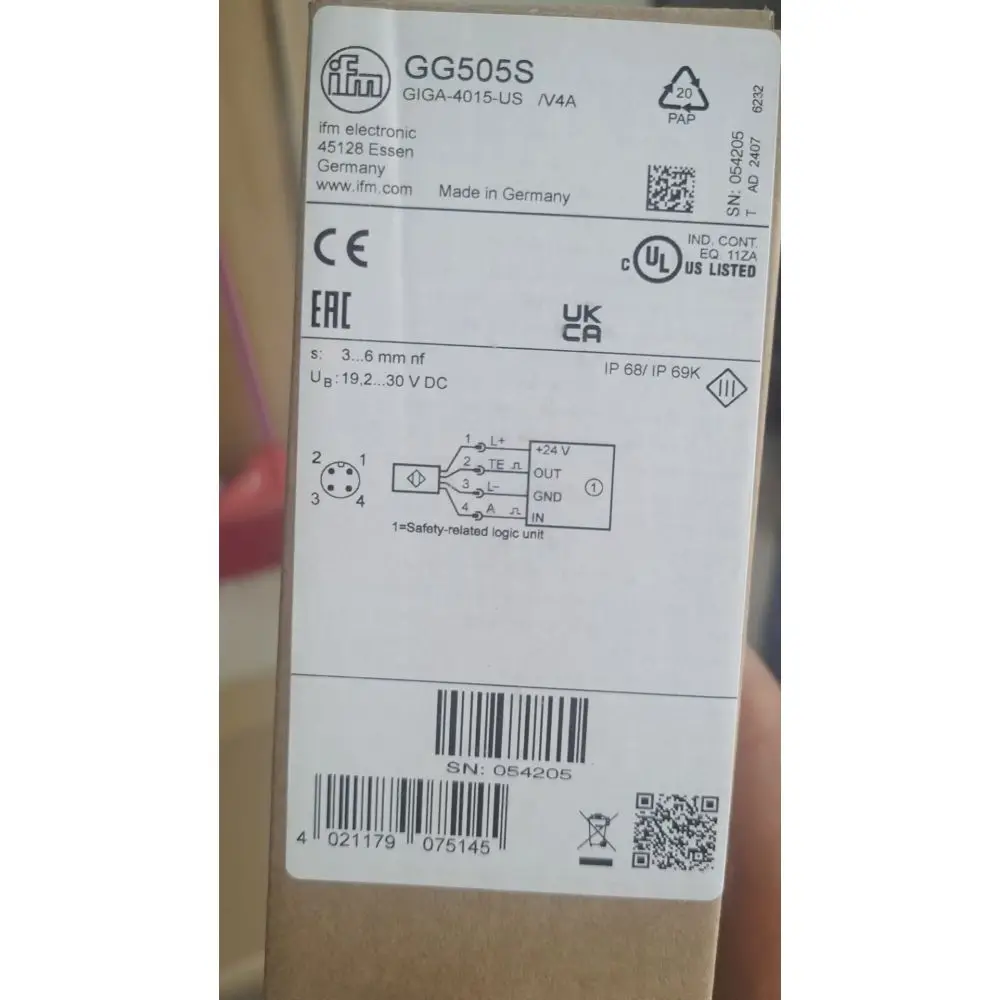 ifm
GG505S
GIGA-4015-US /V4A
ifm electronic
45128 Essen
Germany
www.ifm.com
Made in Germany
20
PAP
SN: 054205
T AD 2407 6232
CE
C UL US LISTED
IND. CONT.
EQ 11ZA
EAC
UK
CA
s: 3...6 mm nf
UB: 19,2...30 V DC
IP 68/ IP 69K
III
2 1
3 4
1 L+ +24 V
2 TE OUT
3 L– GND
4 A IN
1
1=Safety-related logic unit
SN: 054205
4 021179 075145